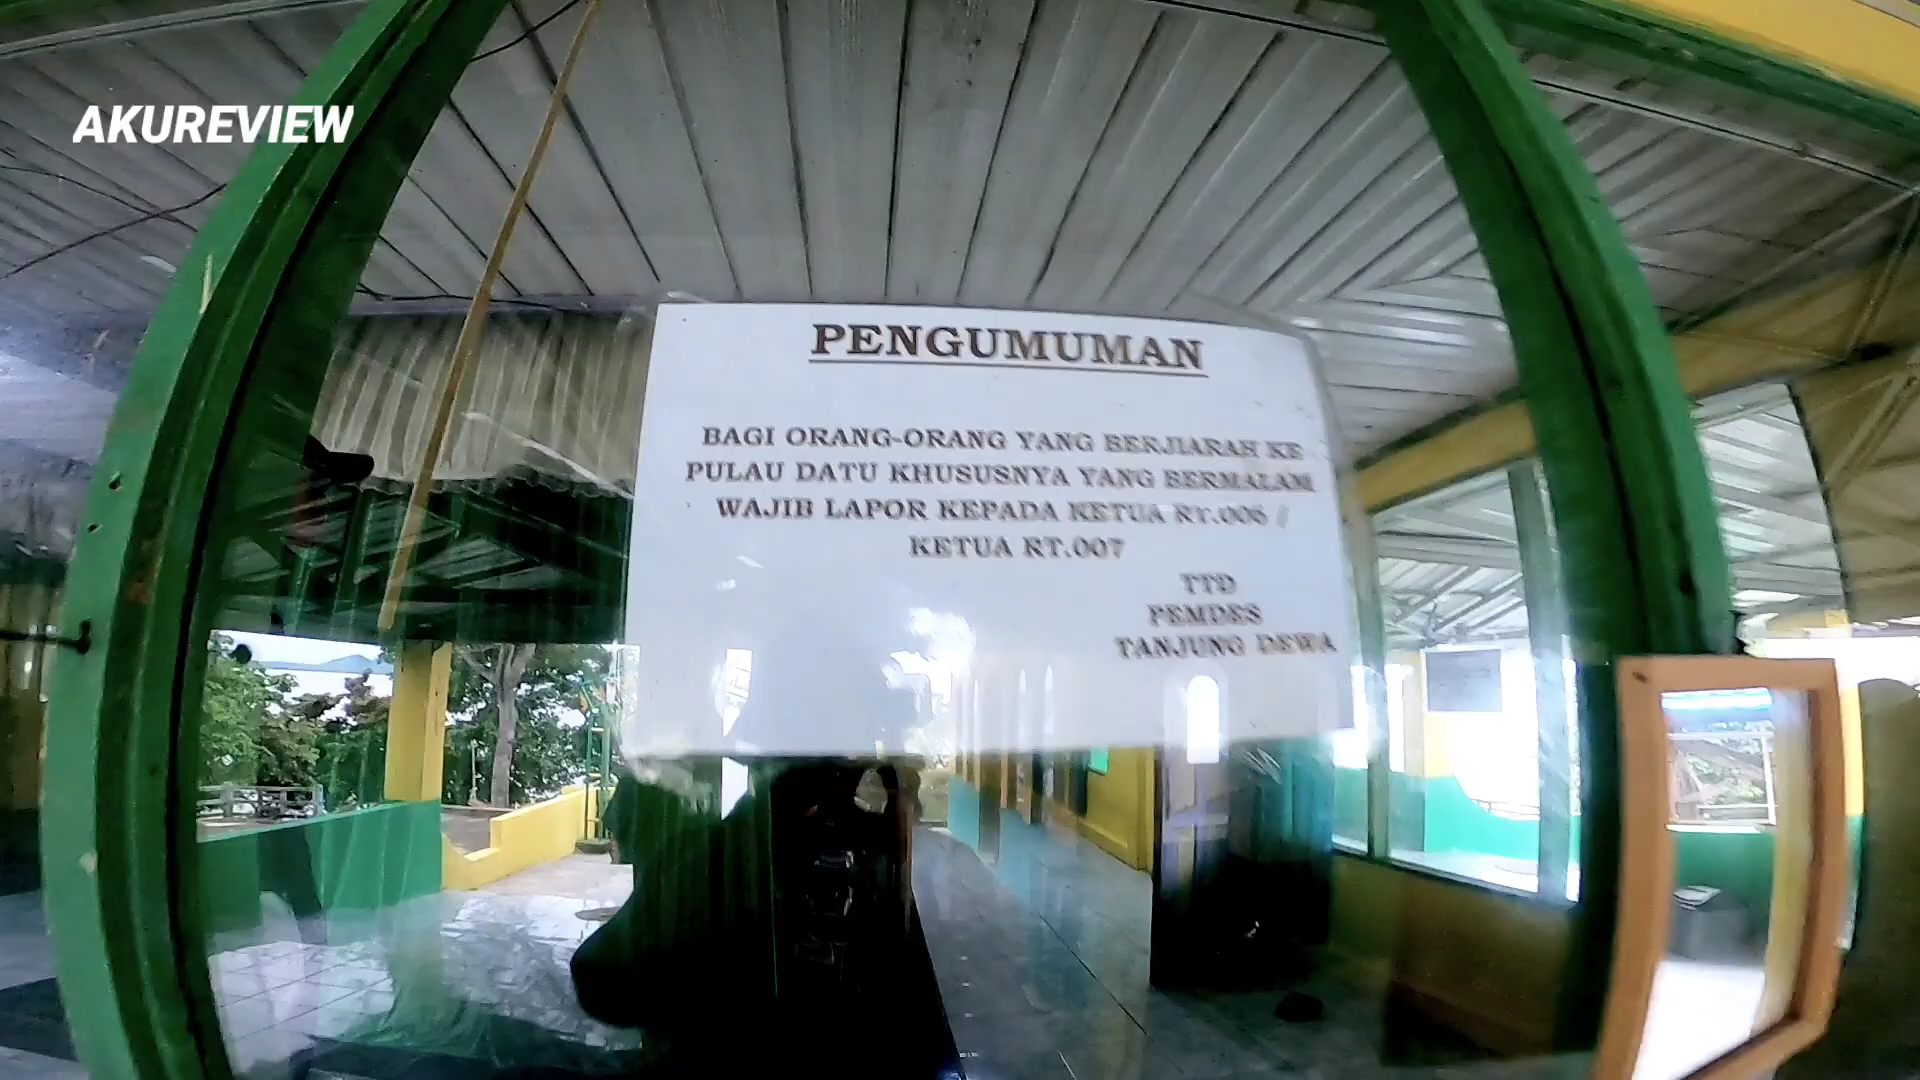 AKUREVIEW
PENGUMUMAN
BAGI ORANG-ORANG YANG BERJIARAH KE
PULAU DATU KHUSUSNYA YANG BERMALAM
WAJIB LAPOR KEPADA KETUA RT.006 /
KETUA RT.007
TTD
PEMDES
TANJUNG DEWA